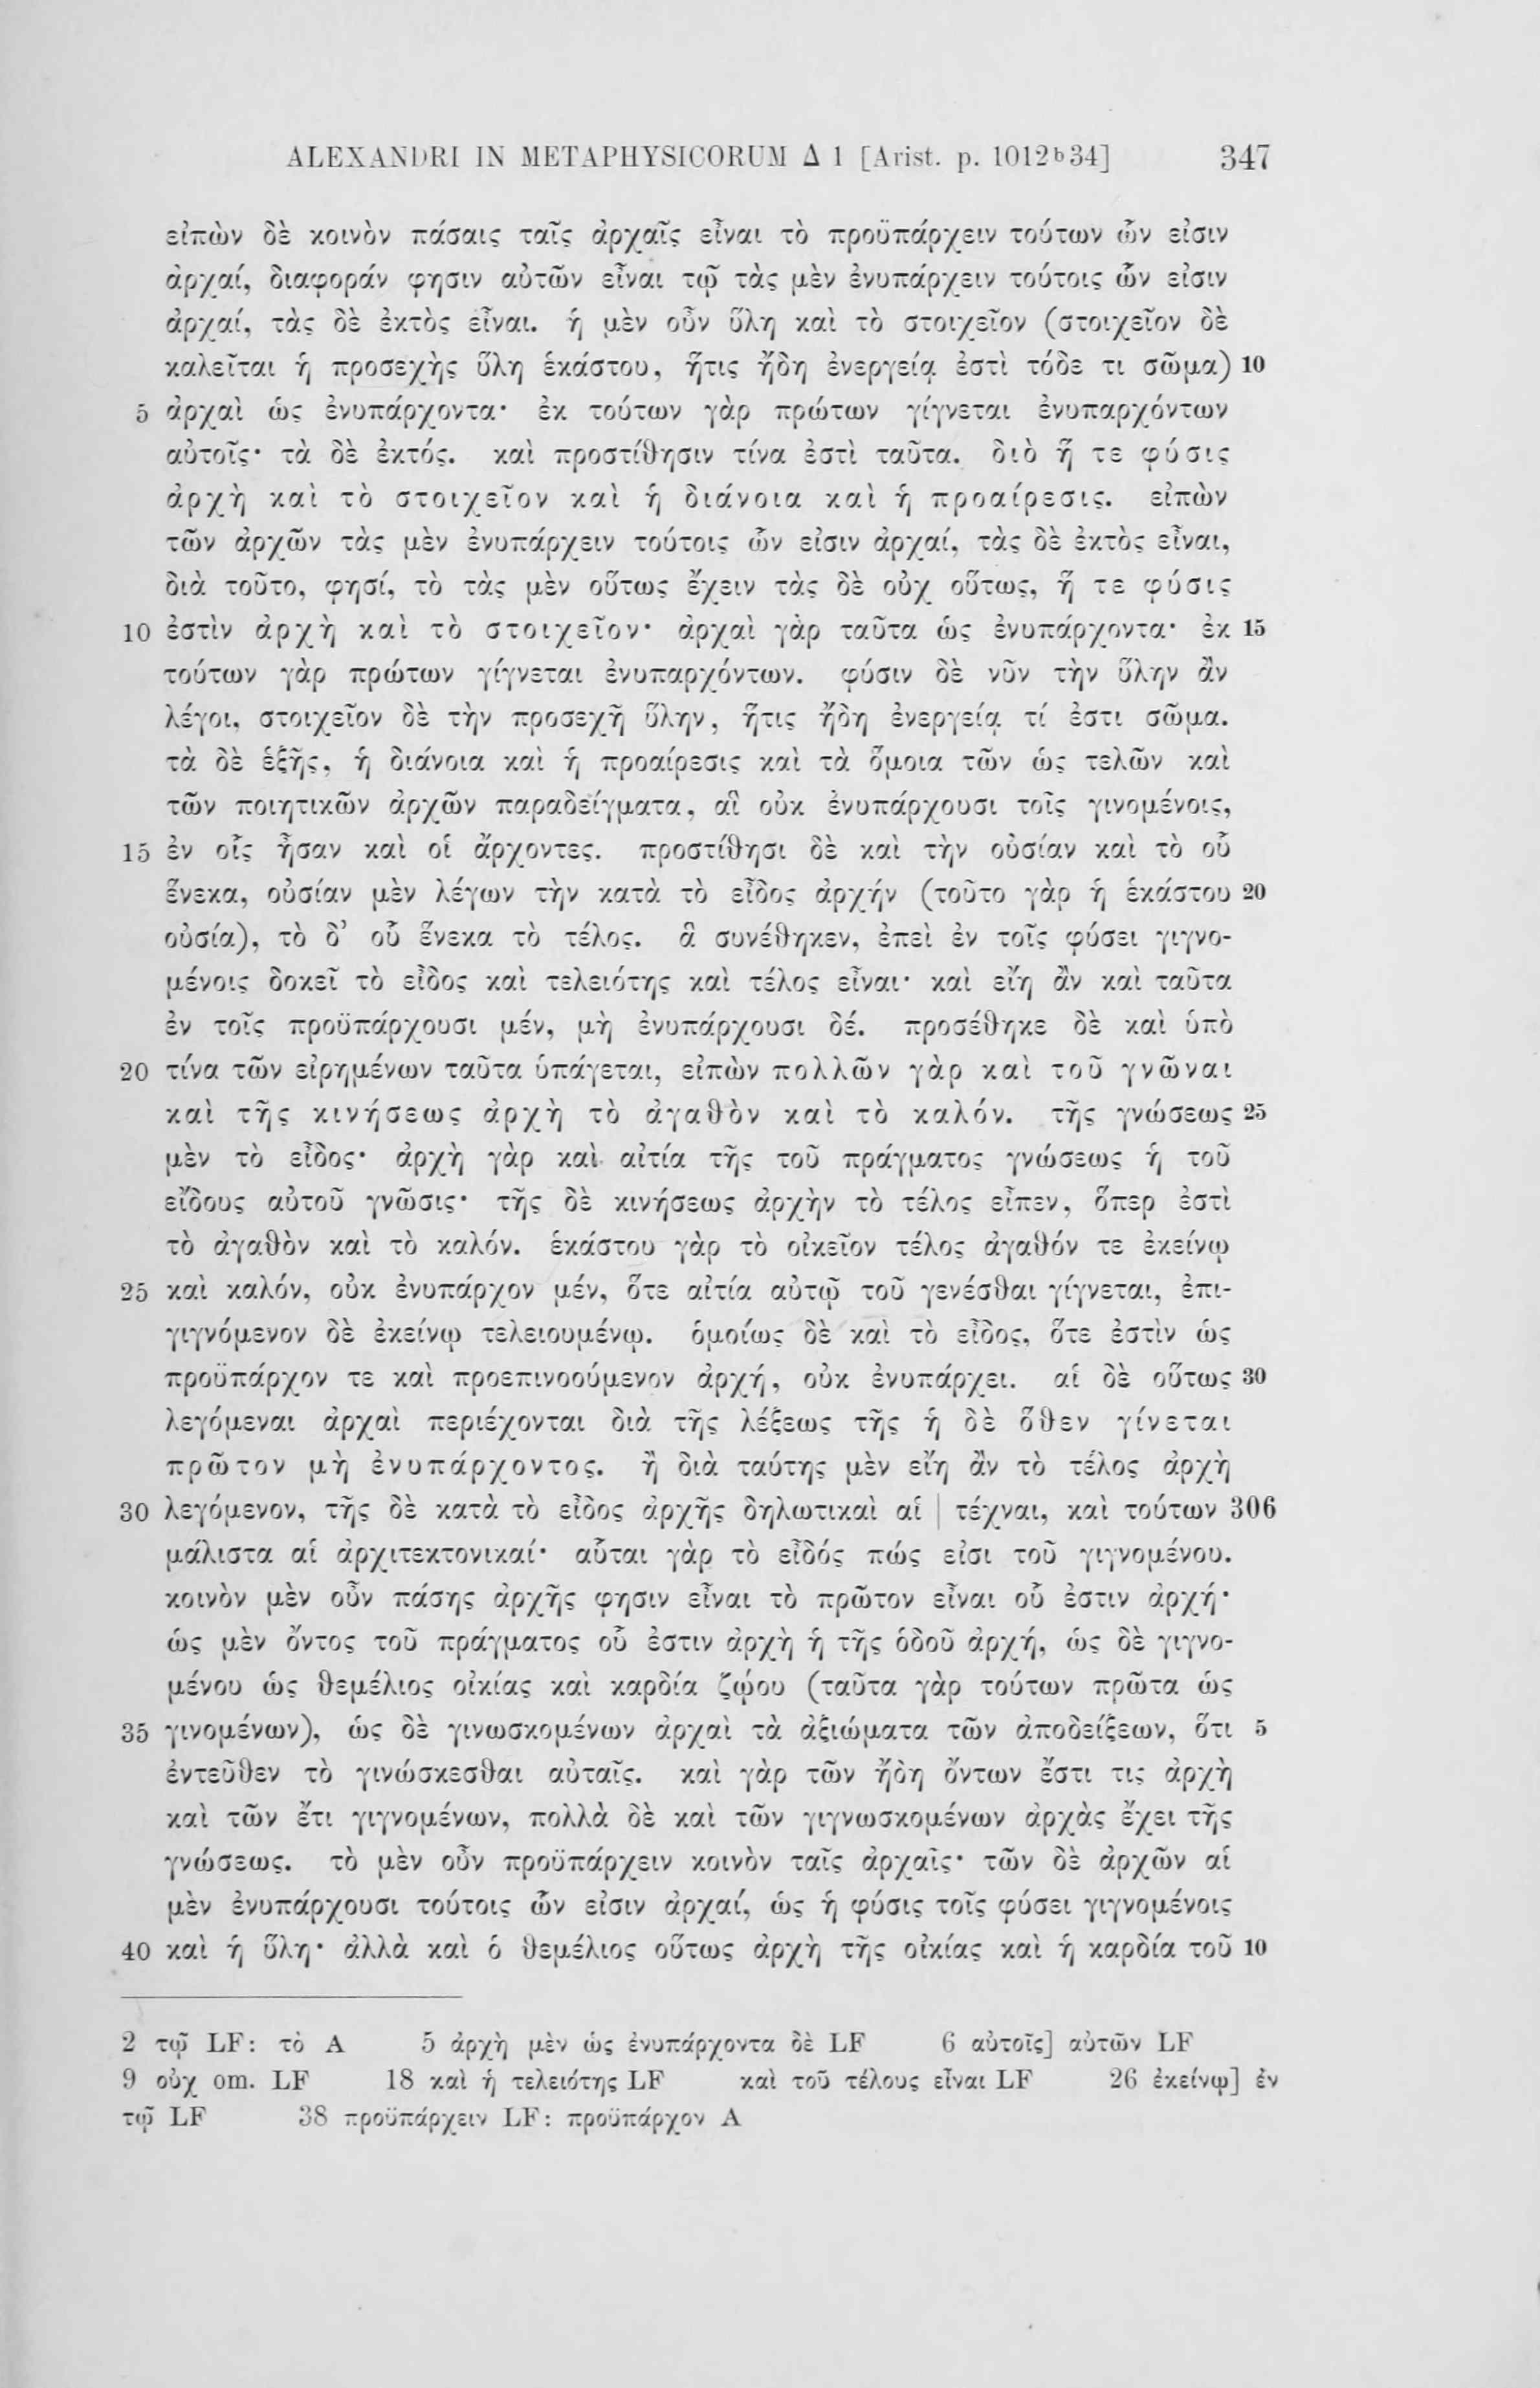 ALEXANDRI IN METAPHYSICORUM Δ 1 [Arist. p. 1012ᵇ34] 347
εἰπὼν δὲ κοινὸν πάσαις ταῖς ἀρχαῖς εἶναι τὸ προϋπάρχειν τούτων ὧν εἰσιν
ἀρχαί, διαφοράν φησιν αὐτῶν εἶναι τῷ τὰς μὲν ἐνυπάρχειν τούτοις ὧν εἰσιν
ἀρχαί, τὰς δὲ ἐκτὸς εἶναι. ἡ μὲν οὖν ὕλη καὶ τὸ στοιχεῖον (στοιχεῖον δὲ
καλεῖται ἡ προσεχὴς ὕλη ἑκάστου, ἥτις ἤδη ἐνεργείᾳ ἐστὶ τόδε τι σῶμα) 10
5 ἀρχαὶ ὡς ἐνυπάρχοντα· ἐκ τούτων γὰρ πρώτων γίγνεται ἐνυπαρχόντων
αὐτοῖς· τὰ δὲ ἐκτός. καὶ προστίθησιν τίνα ἐστὶ ταῦτα. διὸ ἥ τε φύσις
ἀρχὴ καὶ τὸ στοιχεῖον καὶ ἡ διάνοια καὶ ἡ προαίρεσις. εἰπὼν
τῶν ἀρχῶν τὰς μὲν ἐνυπάρχειν τούτοις ὧν εἰσιν ἀρχαί, τὰς δὲ ἐκτὸς εἶναι,
διὰ τοῦτο, φησί, τὸ τὰς μὲν οὕτως ἔχειν τὰς δὲ οὐχ οὕτως, ἥ τε φύσις
10 ἐστὶν ἀρχὴ καὶ τὸ στοιχεῖον· ἀρχαὶ γὰρ ταῦτα ὡς ἐνυπάρχοντα· ἐκ 15
τούτων γὰρ πρώτων γίγνεται ἐνυπαρχόντων. φύσιν δὲ νῦν τὴν ὕλην ἂν
λέγοι, στοιχεῖον δὲ τὴν προσεχῆ ὕλην, ἥτις ἤδη ἐνεργείᾳ τί ἐστι σῶμα.
τὰ δὲ ἑξῆς, ἡ διάνοια καὶ ἡ προαίρεσις καὶ τὰ ὅμοια τῶν ὡς τελῶν καὶ
τῶν ποιητικῶν ἀρχῶν παραδείγματα, αἳ οὐκ ἐνυπάρχουσι τοῖς γινομένοις,
15 ἐν οἷς ἦσαν καὶ οἱ ἄρχοντες. προστίθησι δὲ καὶ τὴν οὐσίαν καὶ τὸ οὗ
ἕνεκα, οὐσίαν μὲν λέγων τὴν κατὰ τὸ εἶδος ἀρχήν (τοῦτο γὰρ ἡ ἑκάστου 20
οὐσία), τὸ δ’ οὗ ἕνεκα τὸ τέλος. ἃ συνέθηκεν, ἐπεὶ ἐν τοῖς φύσει γιγνο-
μένοις δοκεῖ τὸ εἶδος καὶ τελειότης καὶ τέλος εἶναι· καὶ εἴη ἂν καὶ ταῦτα
ἐν τοῖς προϋπάρχουσι μέν, μὴ ἐνυπάρχουσι δέ. προσέθηκε δὲ καὶ ὑπὸ
20 τίνα τῶν εἰρημένων ταῦτα ὑπάγεται, εἰπὼν πολλῶν γὰρ καὶ τοῦ γνῶναι
καὶ τῆς κινήσεως ἀρχὴ τὸ ἀγαθὸν καὶ τὸ καλόν. τῆς γνώσεως 25
μὲν τὸ εἶδος· ἀρχὴ γὰρ καὶ αἰτία τῆς τοῦ πράγματος γνώσεως ἡ τοῦ
εἴδους αὐτοῦ γνῶσις· τῆς δὲ κινήσεως ἀρχὴν τὸ τέλος εἶπεν, ὅπερ ἐστὶ
τὸ ἀγαθὸν καὶ τὸ καλόν. ἑκάστου γὰρ τὸ οἰκεῖον τέλος ἀγαθόν τε ἐκείνῳ
25 καὶ καλόν, οὐκ ἐνυπάρχον μέν, ὅτε αἰτία αὐτῷ τοῦ γενέσθαι γίγνεται, ἐπι-
γιγνόμενον δὲ ἐκείνῳ τελειουμένῳ. ὁμοίως δὲ καὶ τὸ εἶδος, ὅτε ἐστὶν ὡς
προϋπάρχον τε καὶ προεπινοούμενον ἀρχή, οὐκ ἐνυπάρχει. αἱ δὲ οὕτως 30
λεγόμεναι ἀρχαὶ περιέχονται διὰ τῆς λέξεως τῆς ἡ δὲ ὅθεν γίνεται
πρῶτον μὴ ἐνυπάρχοντος. ἢ διὰ ταύτης μὲν εἴη ἂν τὸ τέλος ἀρχὴ
30 λεγόμενον, τῆς δὲ κατὰ τὸ εἶδος ἀρχῆς δηλωτικαὶ αἱ | τέχναι, καὶ τούτων 306
μάλιστα αἱ ἀρχιτεκτονικαί· αὗται γὰρ τὸ εἶδός πώς εἰσι τοῦ γιγνομένου.
κοινὸν μὲν οὖν πάσης ἀρχῆς φησιν εἶναι τὸ πρῶτον εἶναι οὗ ἐστιν ἀρχή·
ὡς μὲν ὄντος τοῦ πράγματος οὗ ἐστιν ἀρχὴ ἡ τῆς ὁδοῦ ἀρχή, ὡς δὲ γιγνο-
μένου ὡς θεμέλιος οἰκίας καὶ καρδία ζῴου (ταῦτα γὰρ τούτων πρῶτα ὡς
35 γινομένων), ὡς δὲ γινωσκομένων ἀρχαὶ τὰ ἀξιώματα τῶν ἀποδείξεων, ὅτι 5
ἐντεῦθεν τὸ γινώσκεσθαι αὐταῖς. καὶ γὰρ τῶν ἤδη ὄντων ἔστι τις ἀρχὴ
καὶ τῶν ἔτι γιγνομένων, πολλὰ δὲ καὶ τῶν γιγνωσκομένων ἀρχὰς ἔχει τῆς
γνώσεως. τὸ μὲν οὖν προϋπάρχειν κοινὸν ταῖς ἀρχαῖς· τῶν δὲ ἀρχῶν αἱ
μὲν ἐνυπάρχουσι τούτοις ὧν εἰσιν ἀρχαί, ὡς ἡ φύσις τοῖς φύσει γιγνομένοις
40 καὶ ἡ ὕλη· ἀλλὰ καὶ ὁ θεμέλιος οὕτως ἀρχὴ τῆς οἰκίας καὶ ἡ καρδία τοῦ 10
2 τῷ LF: τὸ A 5 ἀρχὴ μὲν ὡς ἐνυπάρχοντα δὲ LF 6 αὐτοῖς] αὐτῶν LF
9 οὐχ om. LF 18 καὶ ἡ τελειότης LF καὶ τοῦ τέλους εἶναι LF 26 ἐκείνῳ] ἐν
τῷ LF 38 προϋπάρχειν LF: προϋπάρχον A